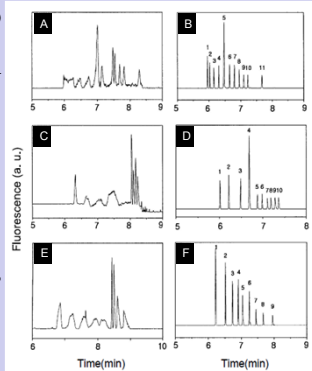 Fluorescence (a. u.)
A
5 6 7 8 9
B
1 2 3 4 5 6 7 8 9 10 11
5 6 7 8 9
C
5 6 7 8 9
D
1 2 3 4 5 6 7 8 9 10
5 6 7 8
E
6 7 8 9 10
Time(min)
F
1 2 3 4 5 6 7 8 9
5 6 7 8 9
Time(min)